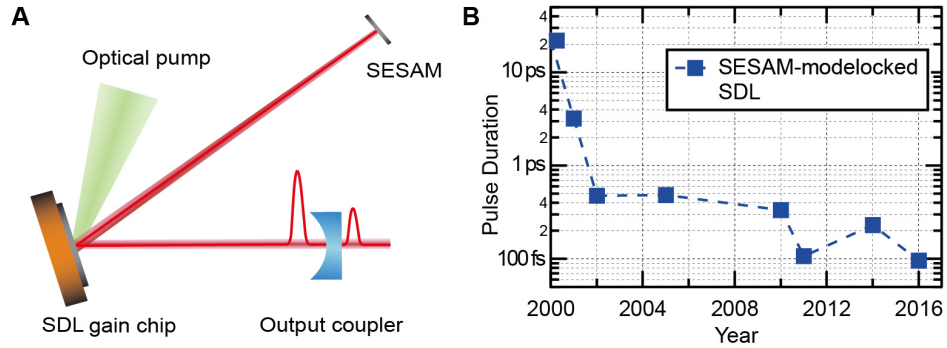 A
Optical pump
SESAM
SDL gain chip
Output coupler
B
Pulse Duration
4
2
10 ps
4
2
1 ps
4
2
100 fs
SESAM-modelocked
SDL
2000 2004 2008 2012 2016
Year